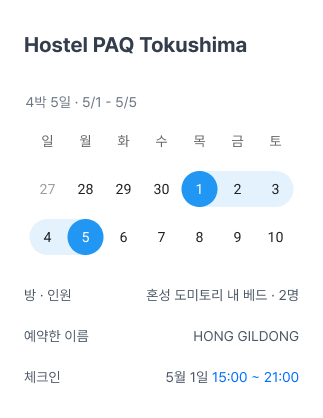 Hostel PAQ Tokushima
4박 5일 · 5/1 - 5/5
일 월 화 수 목 금 토
27 28 29 30 1 2 3
4 5 6 7 8 9 10
방 · 인원 혼성 도미토리 내 베드 · 2명
예약한 이름 HONG GILDONG
체크인 5월 1일 15:00 ~ 21:00